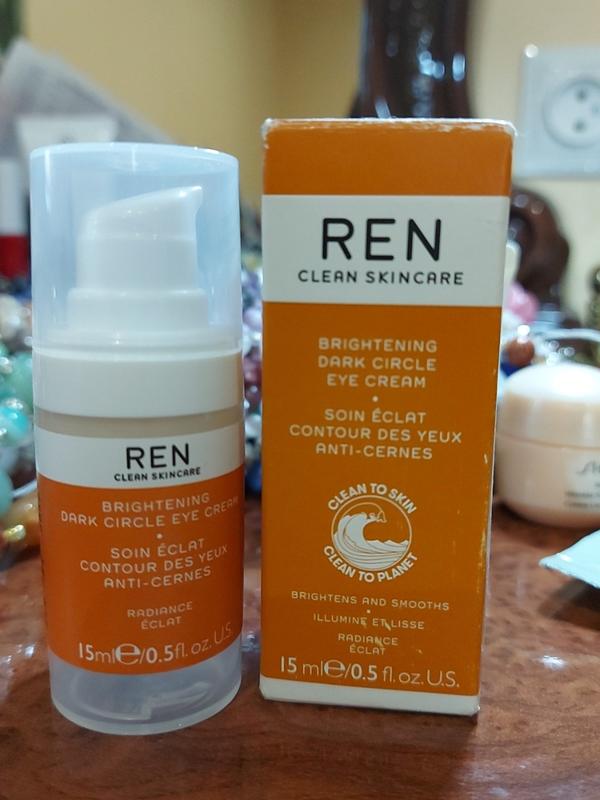 REN
CLEAN SKINCARE
BRIGHTENING
DARK CIRCLE EYE CREAM
•
SOIN ÉCLAT
CONTOUR DES YEUX
ANTI-CERNES
RADIANCE
ÉCLAT
15ml℮/0.5fl.oz.U.S.
REN
CLEAN SKINCARE
BRIGHTENING
DARK CIRCLE
EYE CREAM
•
SOIN ÉCLAT
CONTOUR DES YEUX
ANTI-CERNES
CLEAN TO SKIN
CLEAN TO PLANET
BRIGHTENS AND SMOOTHS
•
ILLUMINE ET LISSE
RADIANCE
ÉCLAT
15 ml℮/0.5 fl.oz.U.S.